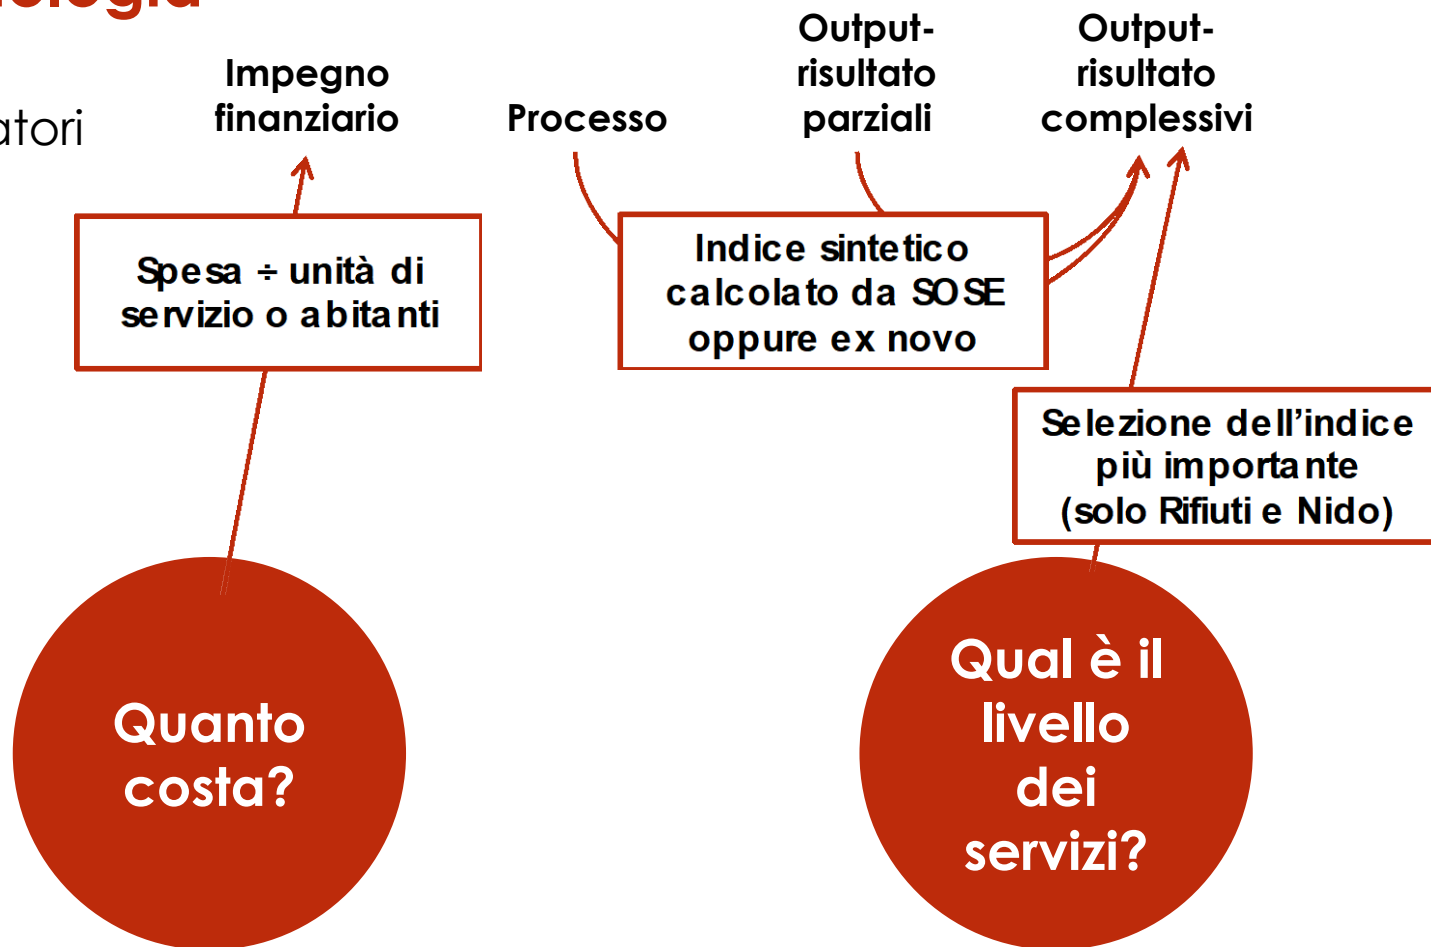 Impegno
finanziario
Processo
Output-
risultato
parziali
Output-
risultato
complessivi
Spesa ÷ unità di
servizio o abitanti
Indice sintetico
calcolato da SOSE
oppure ex novo
Selezione dell’indice
più importante
(solo Rifiuti e Nido)
Quanto
costa?
Qual è il
livello
dei
servizi?